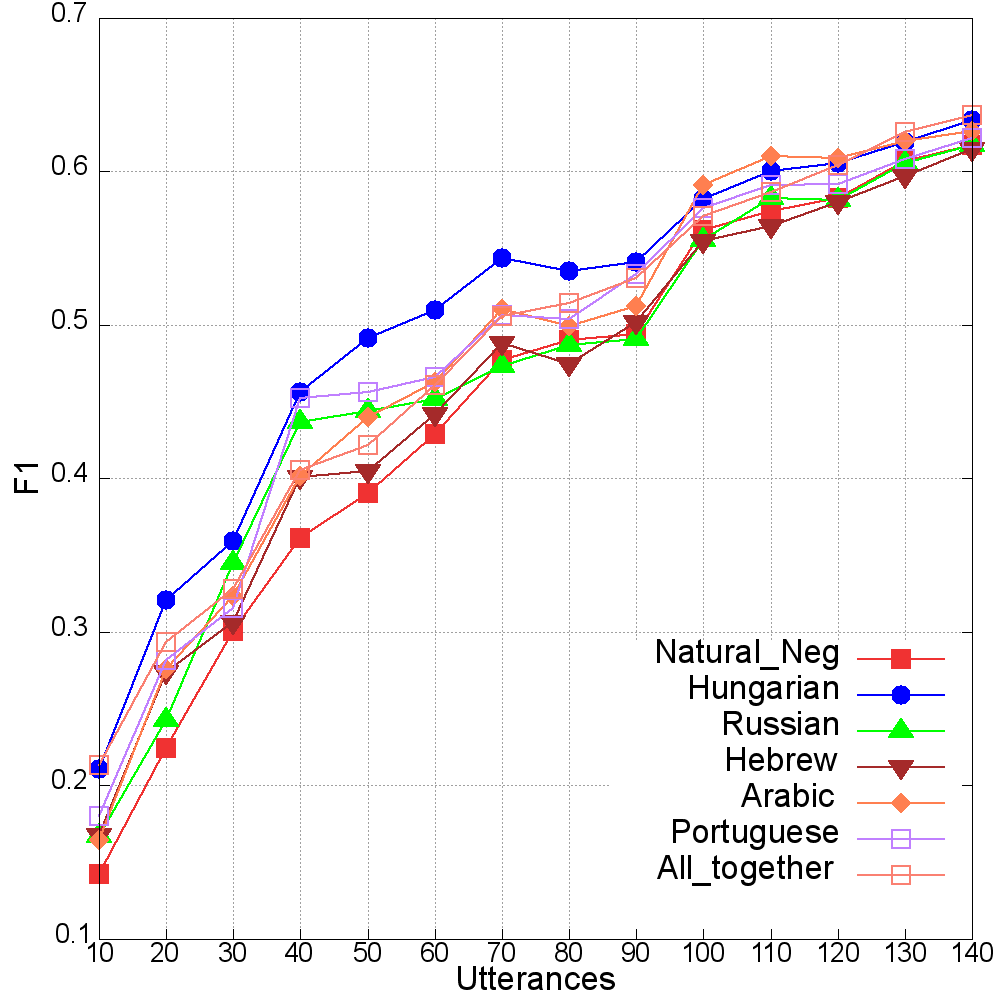 0.7
0.6
0.5
0.4
0.3
0.2
0.1
F1
Natural_Neg
Hungarian
Russian
Hebrew
Arabic
Portuguese
All_together
10 20 30 40 50 60 70 80 90 100 110 120 130 140
Utterances